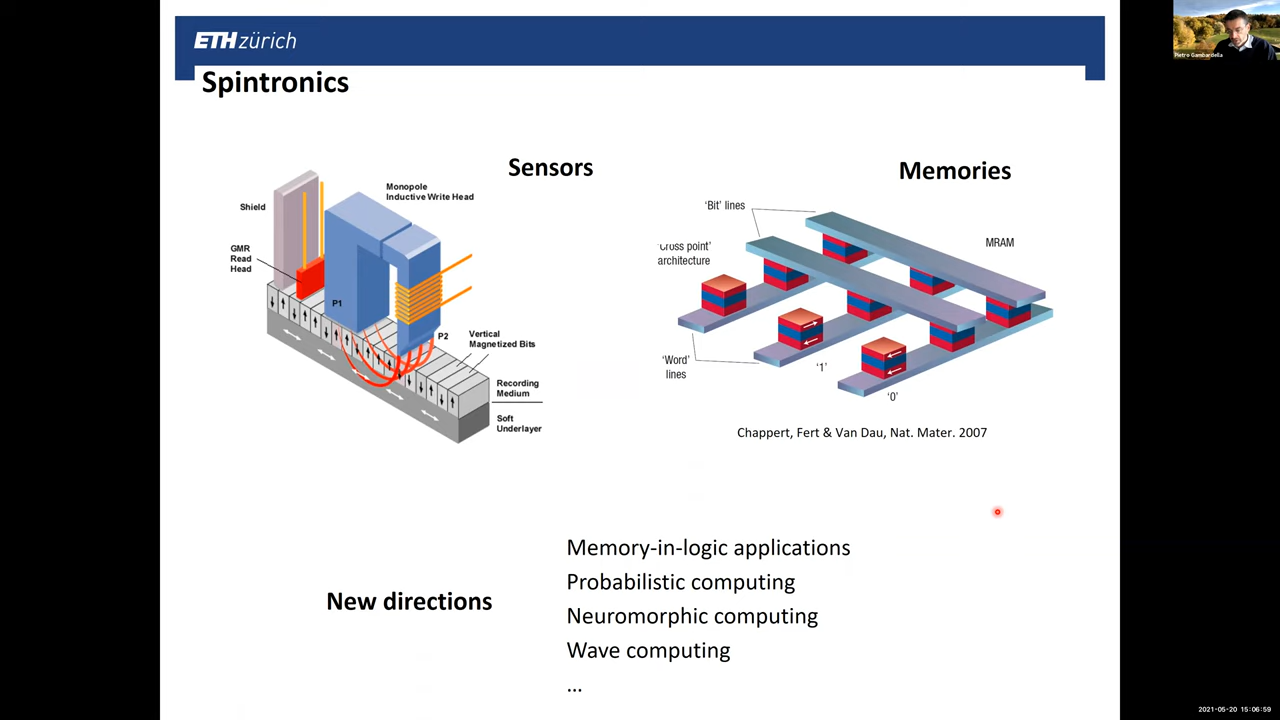 ETH zürich
Pietro Gambardella
Spintronics
Sensors
Memories
Monopole
Inductive Write Head
Shield
GMR
Read
Head
P1
P2
Vertical
Magnetized Bits
Recording
Medium
Soft
Underlayer
'Bit' lines
'Cross point'
architecture
MRAM
'Word'
lines
'1'
'0'
Chappert, Fert & Van Dau, Nat. Mater. 2007
New directions
Memory-in-logic applications
Probabilistic computing
Neuromorphic computing
Wave computing
...
2021-05-20 15:06:59